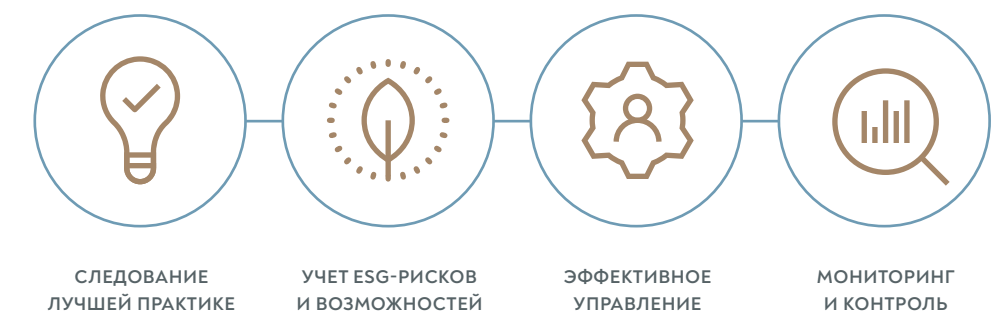 СЛЕДОВАНИЕ
ЛУЧШЕЙ ПРАКТИКЕ
УЧЕТ ESG-РИСКОВ
И ВОЗМОЖНОСТЕЙ
ЭФФЕКТИВНОЕ
УПРАВЛЕНИЕ
МОНИТОРИНГ
И КОНТРОЛЬ